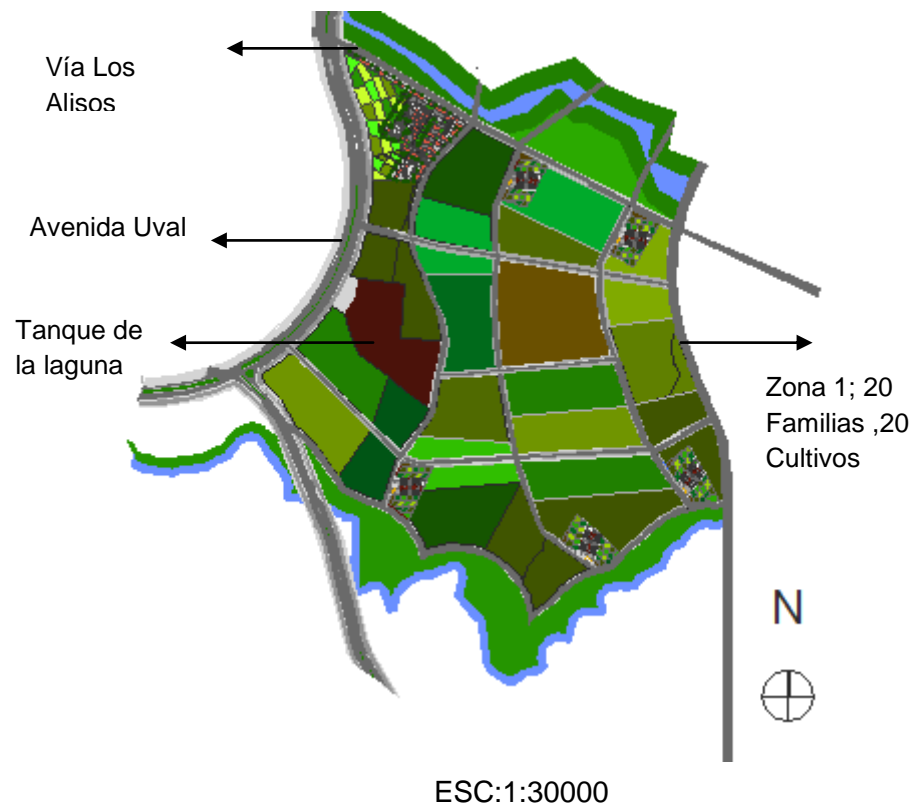 Vía Los
Alisos
Avenida Uval
Tanque de
la laguna
Zona 1; 20
Familias ,20
Cultivos
N
ESC:1:30000